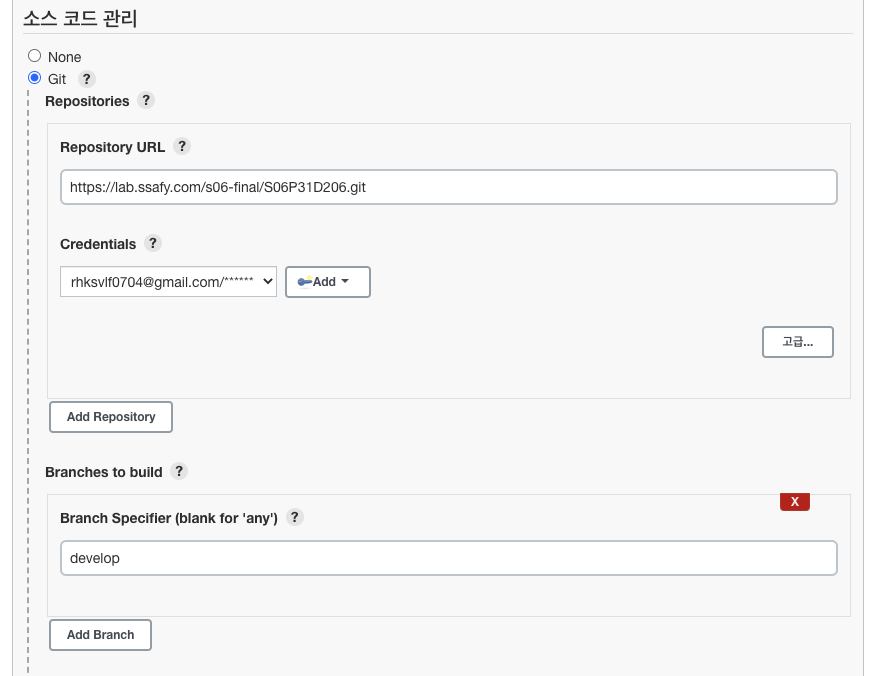 소스 코드 관리
None
Git ?
Repositories ?
Repository URL ?
https://lab.ssafy.com/s06-final/S06P31D206.git
Credentials ?
rhksvlf0704@gmail.com/****** Add
고급...
Add Repository
Branches to build ?
X
Branch Specifier (blank for 'any') ?
develop
Add Branch